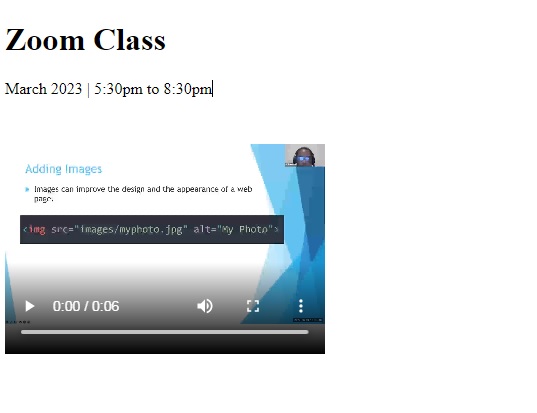 Zoom Class
March 2023 | 5:30pm to 8:30pm
Adding Images
Images can improve the design and the appearance of a web
page.
<img src="images/myphoto.jpg" alt="My Photo">
0:00 / 0:06